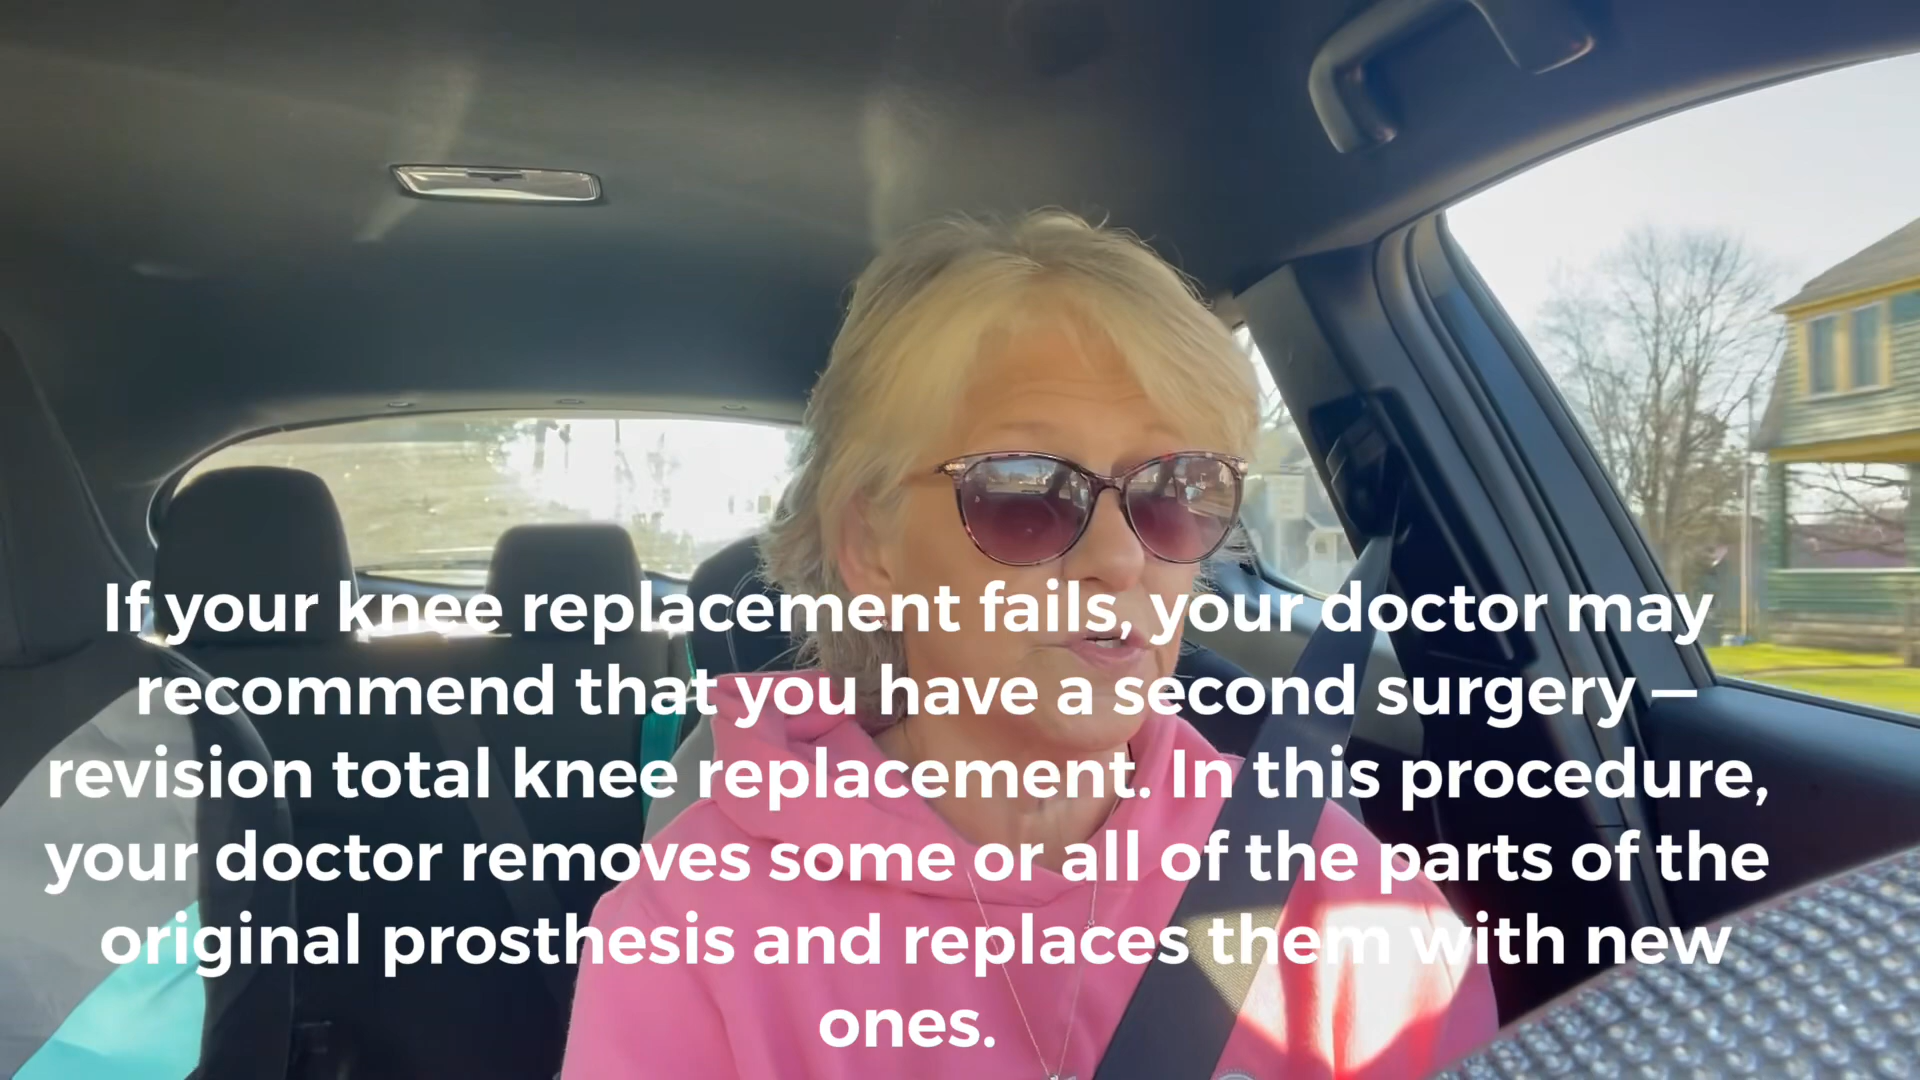 If your knee replacement fails, your doctor may
recommend that you have a second surgery —
revision total knee replacement. In this procedure,
your doctor removes some or all of the parts of the
original prosthesis and replaces them with new
ones.